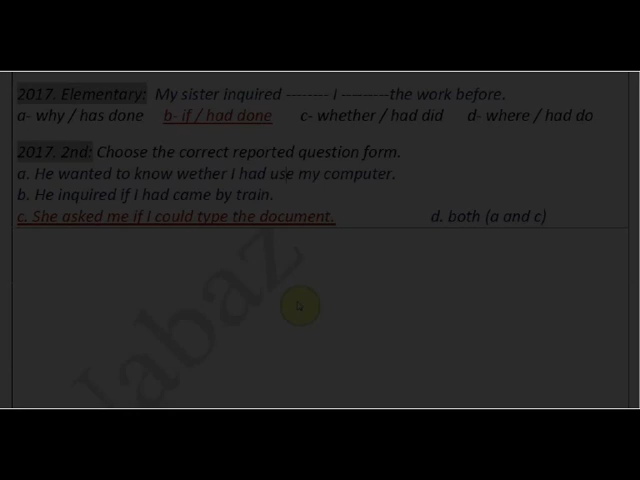 2017. Elementary: My sister inquired -------- I ---------the work before.
a- why / has done b- if / had done c- whether / had did d- where / had do
2017. 2nd: Choose the correct reported question form.
a. He wanted to know wether I had use my computer.
b. He inquired if I had came by train.
c. She asked me if I could type the document. d. both (a and c)
Jabaz